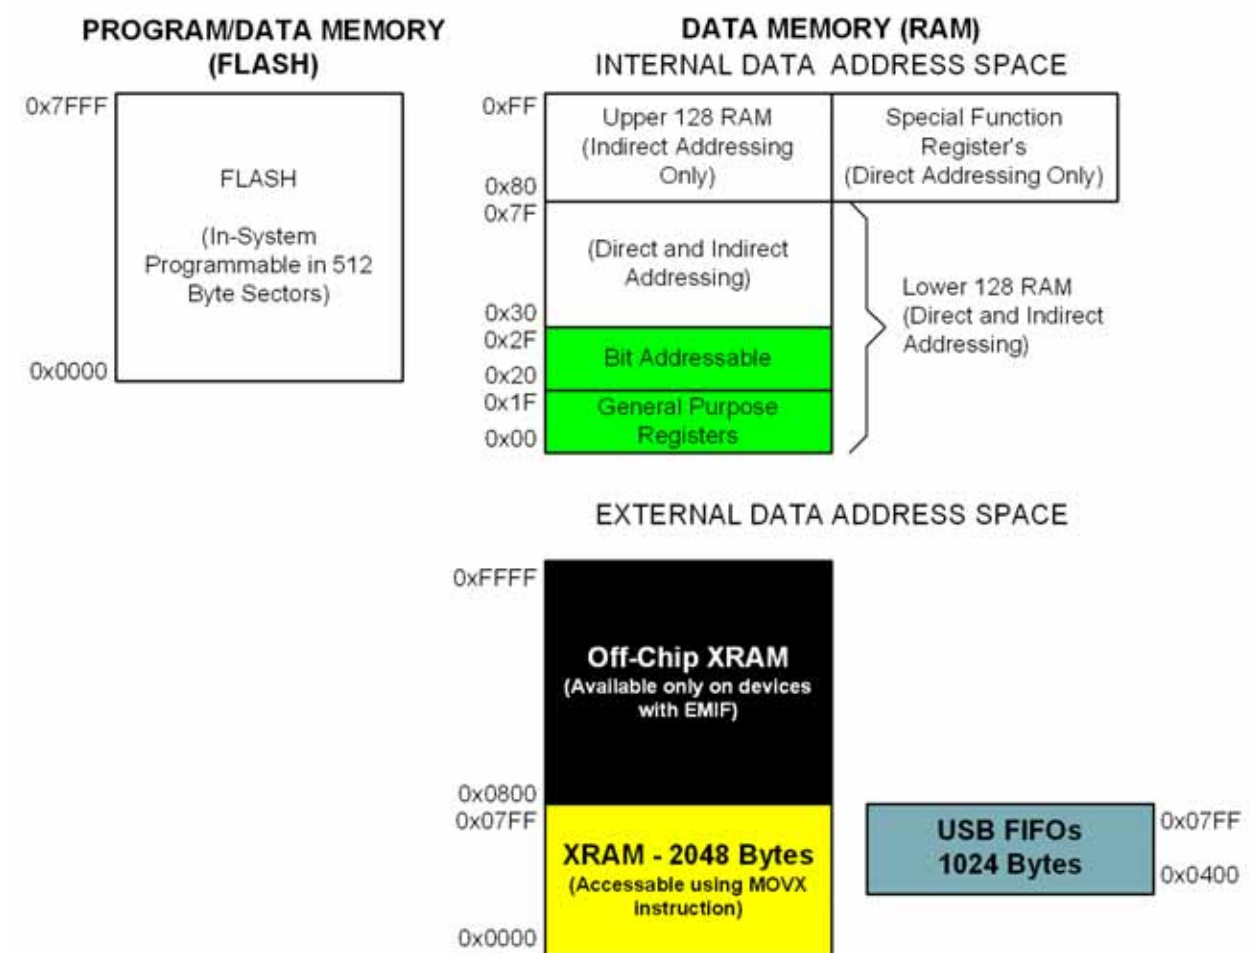 PROGRAM/DATA MEMORY
(FLASH)
0x7FFF
FLASH
(In-System
Programmable in 512
Byte Sectors)
0x0000
DATA MEMORY (RAM)
INTERNAL DATA ADDRESS SPACE
0xFF
Upper 128 RAM
(Indirect Addressing
Only)
0x80
Special Function
Register's
(Direct Addressing Only)
0x7F
(Direct and Indirect
Addressing)
0x30
0x2F
Bit Addressable
0x20
0x1F
General Purpose
Registers
0x00
Lower 128 RAM
(Direct and Indirect
Addressing)
EXTERNAL DATA ADDRESS SPACE
0xFFFF
Off-Chip XRAM
(Available only on devices
with EMIF)
0x0800
0x07FF
XRAM - 2048 Bytes
(Accessable using MOVX
instruction)
0x0000
USB FIFOs
1024 Bytes
0x07FF
0x0400